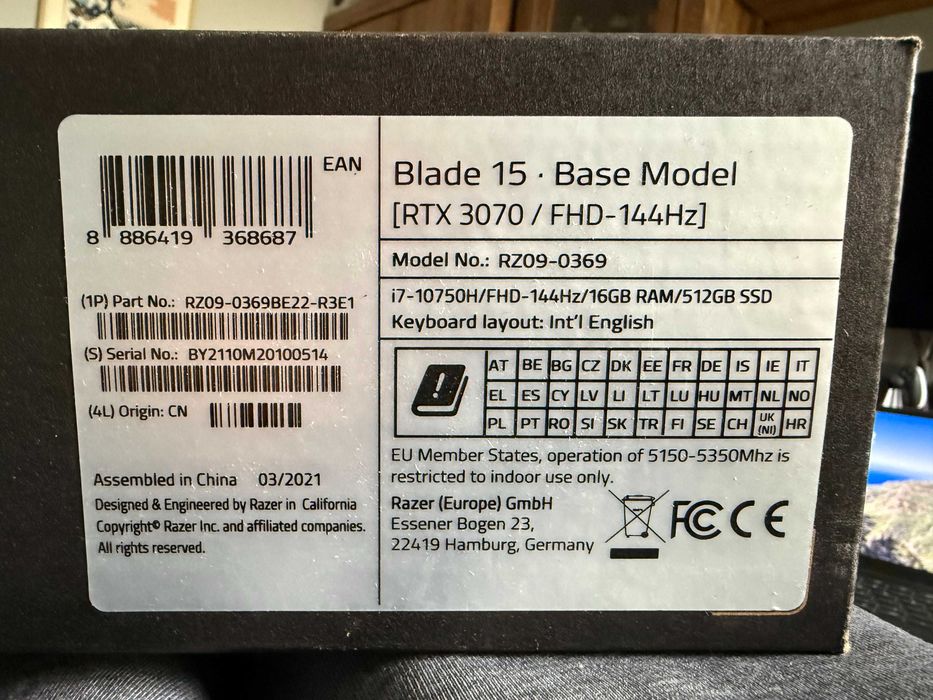 EAN
8 886419 368687
(1P) Part No.: RZ09-0369BE22-R3E1
(S) Serial No.: BY2110M20100514
(4L) Origin: CN
Assembled in China 03/2021
Designed & Engineered by Razer in California
Copyright© Razer Inc. and affiliated companies.
All rights reserved.
Blade 15 · Base Model
[RTX 3070 / FHD-144Hz]
Model No.: RZ09-0369
i7-10750H/FHD-144Hz/16GB RAM/512GB SSD
Keyboard layout: Int'l English
AT BE BG CZ DK EE FR DE IS IE IT
EL ES CY LV LI LT LU HU MT NL NO
PL PT RO SI SK TR FI SE CH UK (NI) HR
EU Member States, operation of 5150-5350Mhz is
restricted to indoor use only.
Razer (Europe) GmbH
Essener Bogen 23,
22419 Hamburg, Germany
FC CE